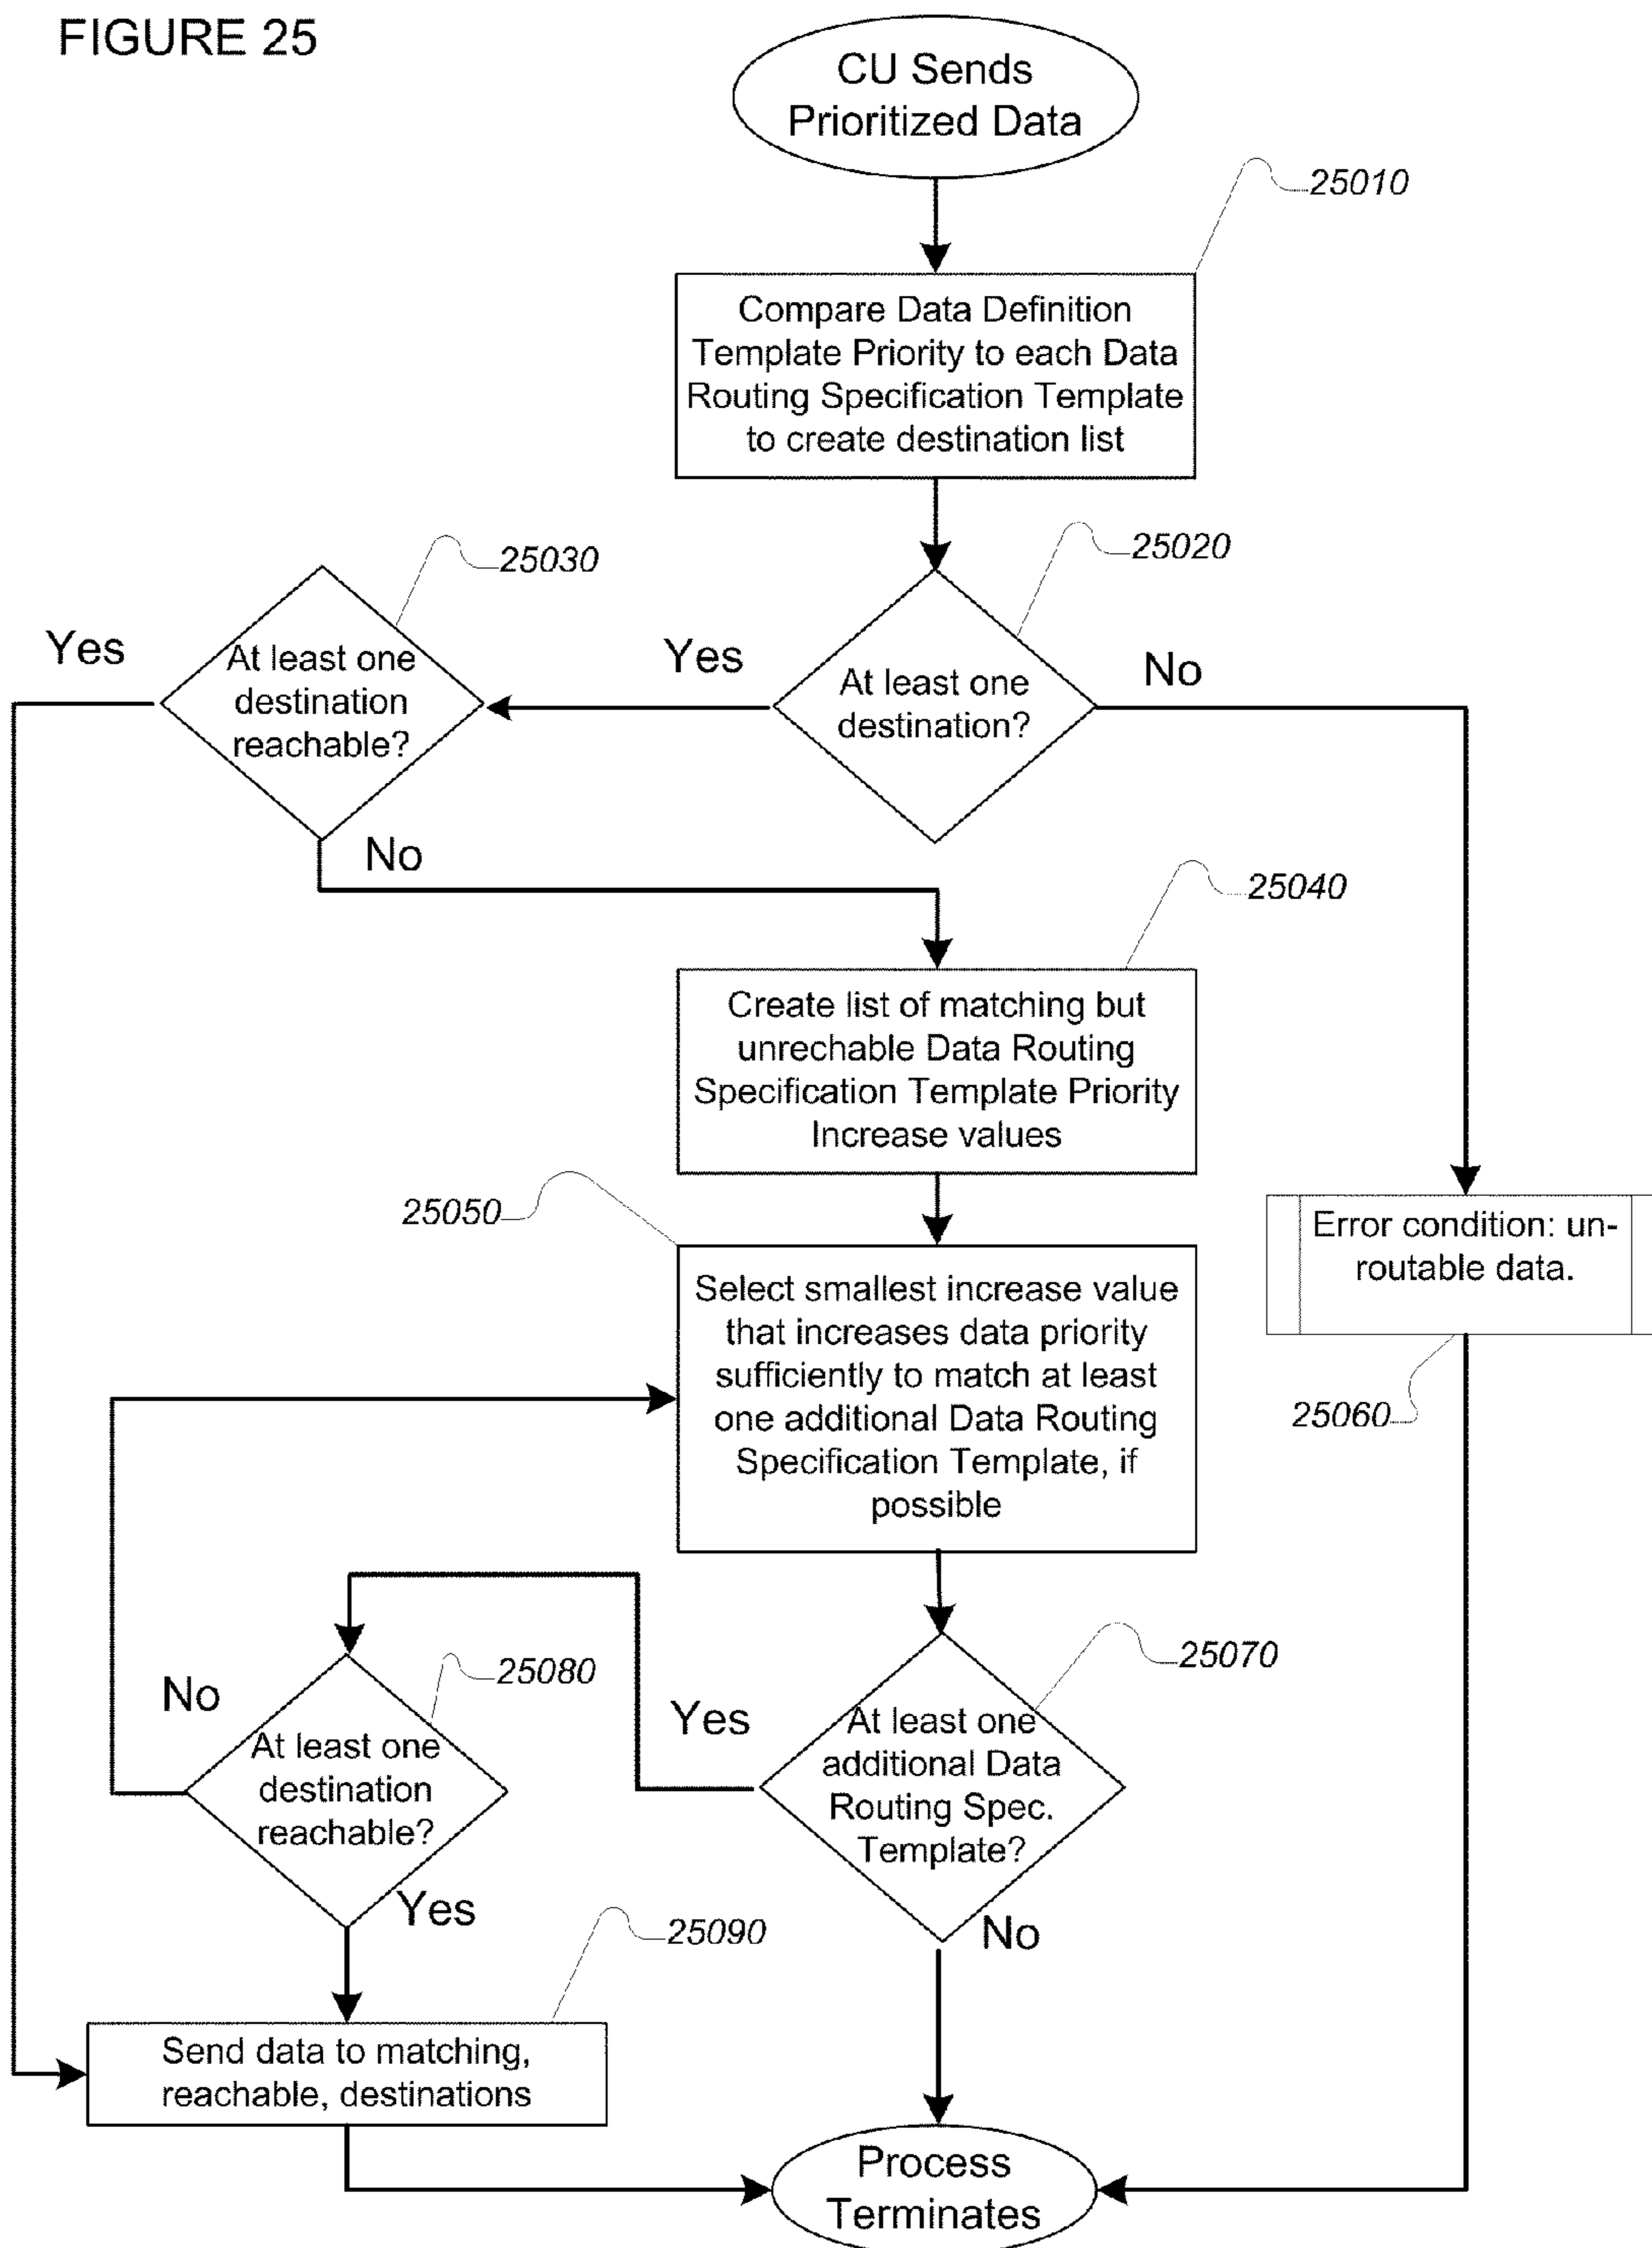 FIGURE 25
CU Sends
Prioritized Data
25010
Compare Data Definition
Template Priority to each Data
Routing Specification Template
to create destination list
25020
25030
Yes
At least one
destination
reachable?
Yes
At least one
destination?
No
No
25040
Create list of matching but
unrechable Data Routing
Specification Template Priority
Increase values
25050
Error condition: un-
routable data.
25060
Select smallest increase value
that increases data priority
sufficiently to match at least
one additional Data Routing
Specification Template, if
possible
25070
25080
No
At least one
destination
reachable?
Yes
At least one
additional Data
Routing Spec.
Template?
Yes
No
25090
Send data to matching,
reachable, destinations
Process
Terminates